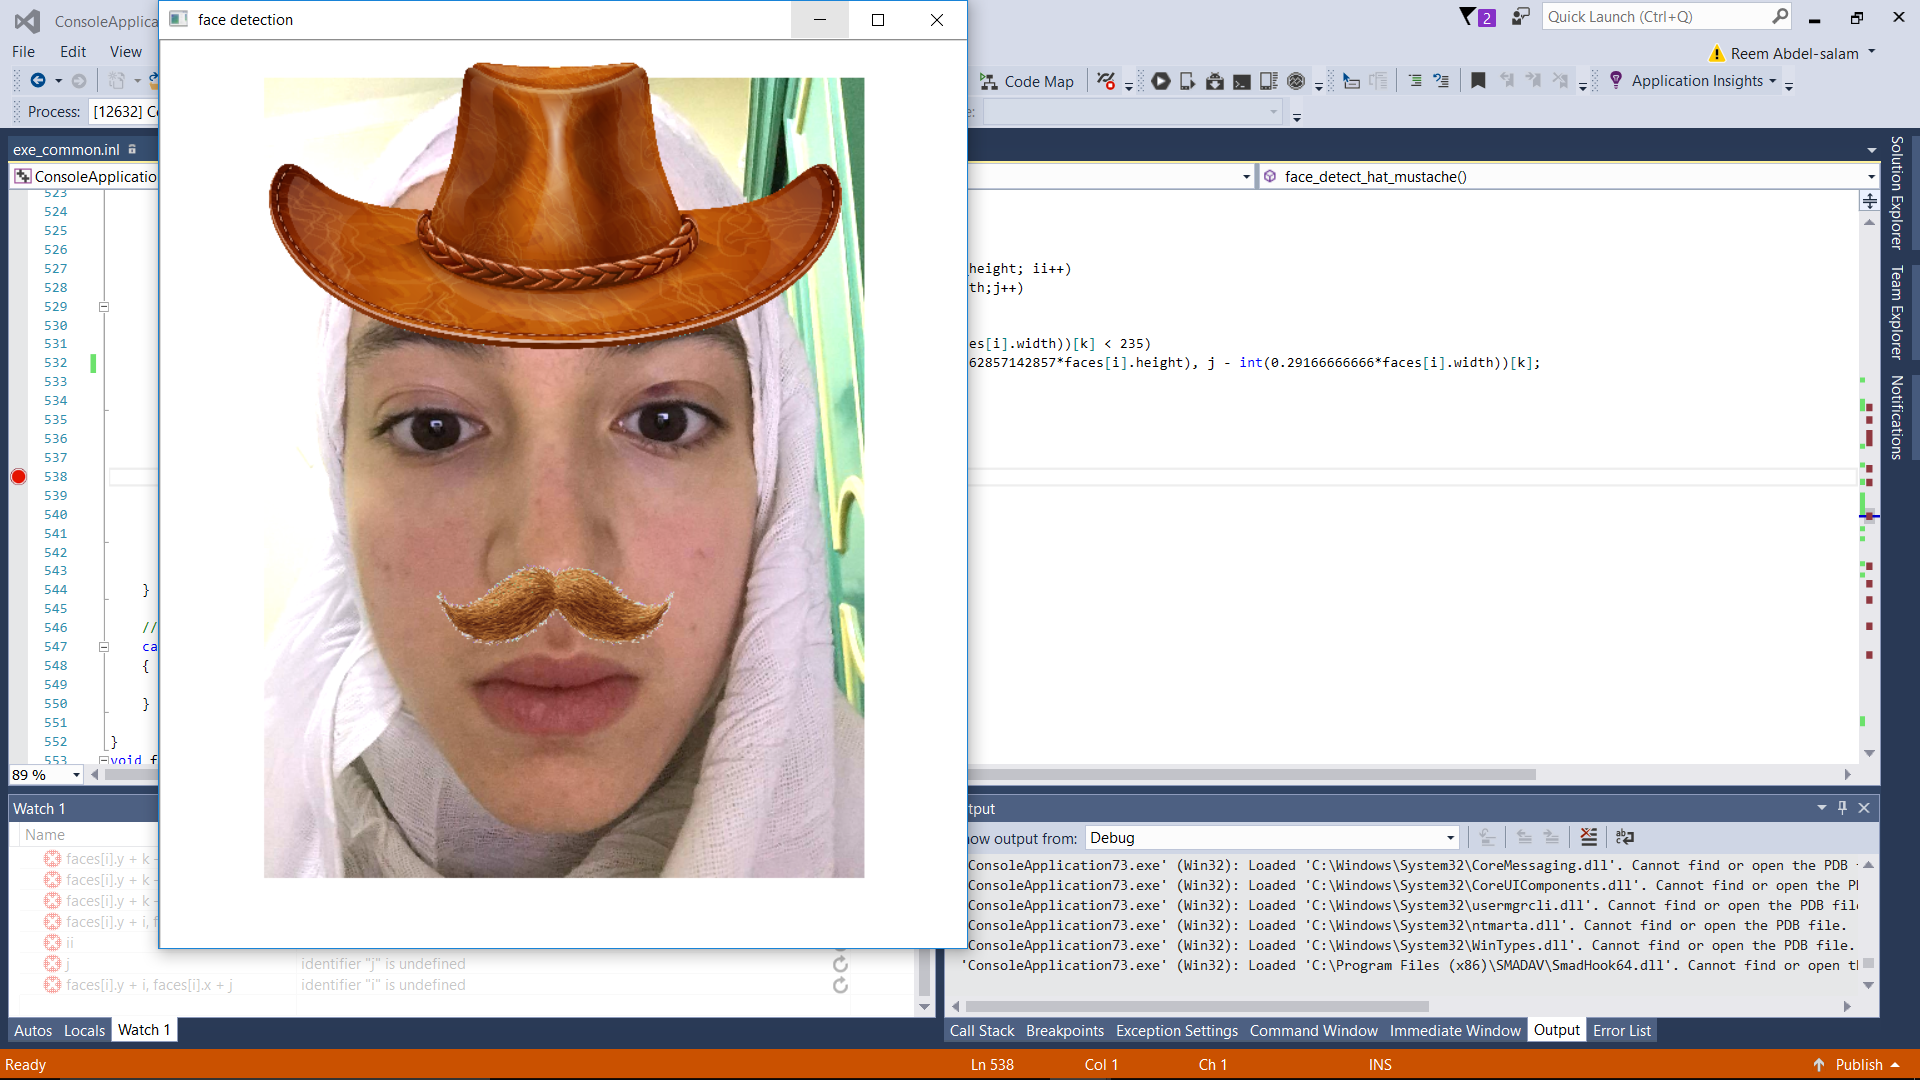 ConsoleApplica
face detection
2
Quick Launch (Ctrl+Q)
File Edit View
Reem Abdel-salam
Code Map
Application Insights
Process: [12632] Co
exe_common.inl
ConsoleApplicatio
face_detect_hat_mustache()
523
524
525
526
527 height; ii++)
528 th;j++)
529
530
531 es[i].width))[k] < 235)
532 62857142857*faces[i].height), j - int(0.29166666666*faces[i].width))[k];
533
534
535
536
537
538
539
540
541
542
543
544 }
545
546 //
547 ca
548 {
549
550 }
551
552 }
553 void f
89 %
Solution Explorer
Team Explorer
Notifications
Watch 1
Name
faces[i].y + k -
faces[i].y + k -
faces[i].y + k -
faces[i].y + i, f
ii
j identifier "j" is undefined
faces[i].y + i, faces[i].x + j identifier "i" is undefined
Autos Locals Watch 1
tput
how output from: Debug
'ConsoleApplication73.exe' (Win32): Loaded 'C:\Windows\System32\CoreMessaging.dll'. Cannot find or open the PDB
'ConsoleApplication73.exe' (Win32): Loaded 'C:\Windows\System32\CoreUIComponents.dll'. Cannot find or open the P
'ConsoleApplication73.exe' (Win32): Loaded 'C:\Windows\System32\usermgrcli.dll'. Cannot find or open the PDB file
'ConsoleApplication73.exe' (Win32): Loaded 'C:\Windows\System32\ntmarta.dll'. Cannot find or open the PDB file.
'ConsoleApplication73.exe' (Win32): Loaded 'C:\Windows\System32\WinTypes.dll'. Cannot find or open the PDB file.
'ConsoleApplication73.exe' (Win32): Loaded 'C:\Program Files (x86)\SMADAV\SmadHook64.dll'. Cannot find or open t
Call Stack Breakpoints Exception Settings Command Window Immediate Window Output Error List
Ready Ln 538 Col 1 Ch 1 INS Publish